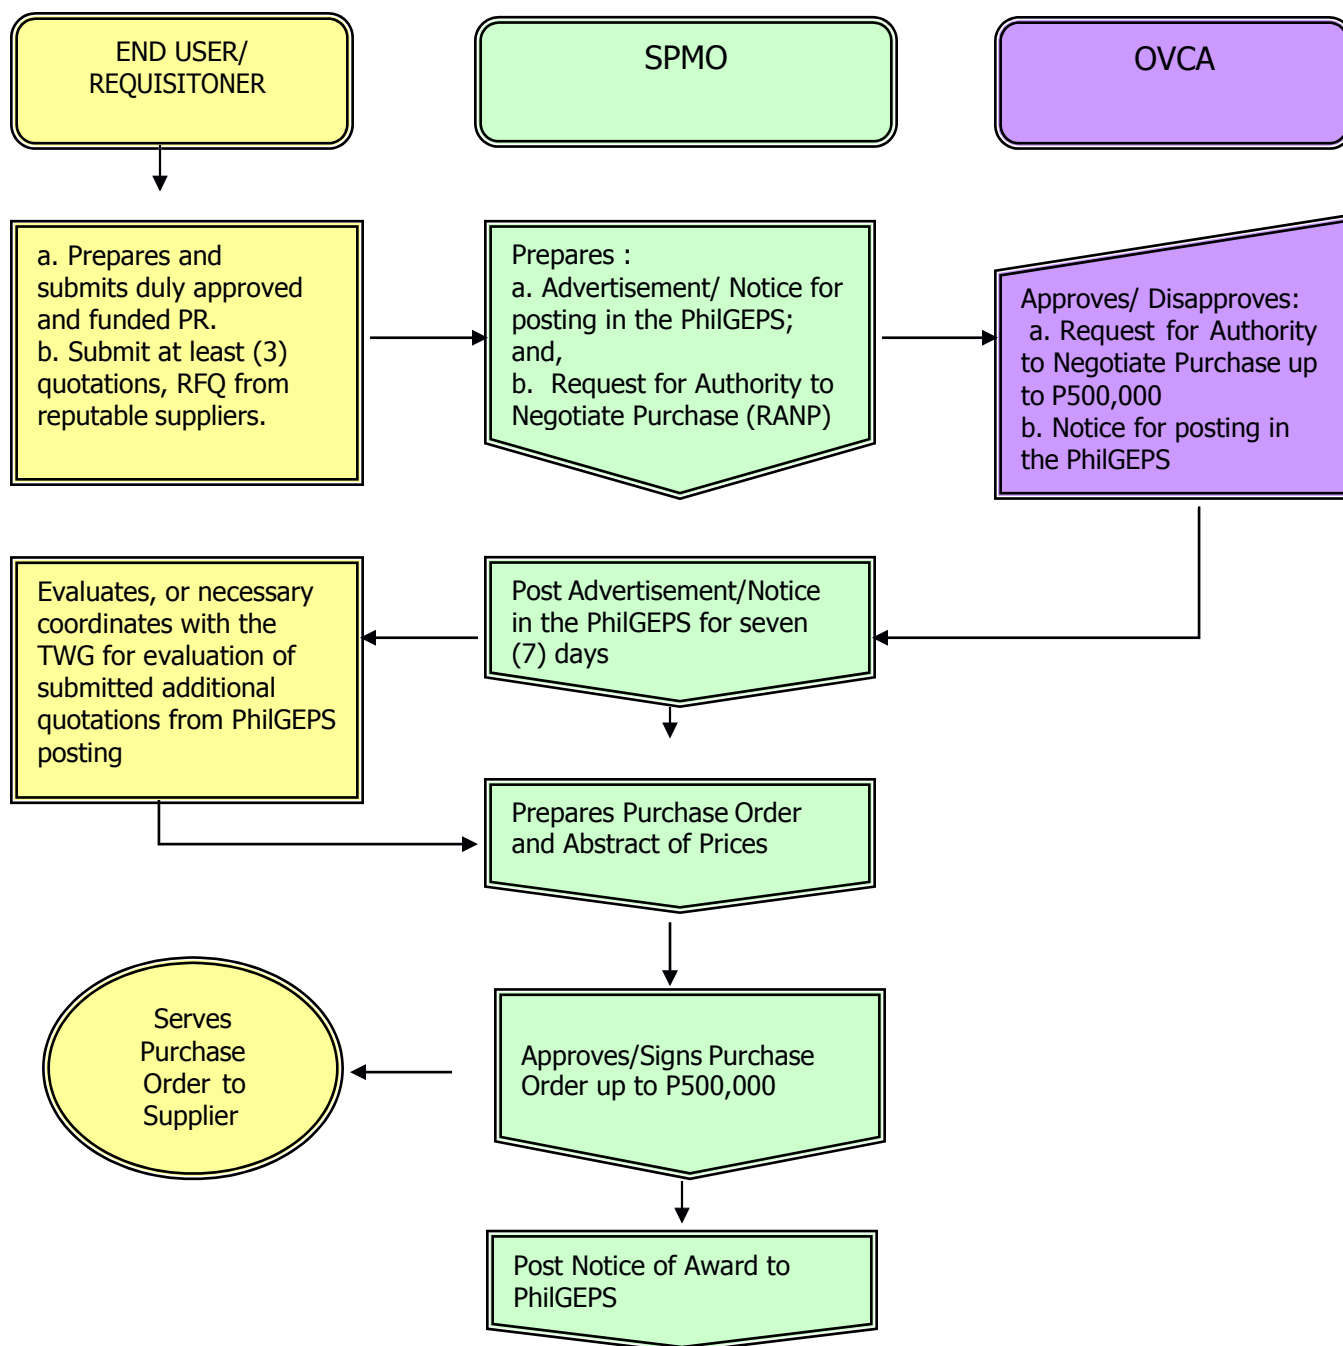 END USER/
REQUISITONER
SPMO
OVCA
a. Prepares and
submits duly approved
and funded PR.
b. Submit at least (3)
quotations, RFQ from
reputable suppliers.
Prepares :
a. Advertisement/ Notice for
posting in the PhilGEPS;
and,
b. Request for Authority to
Negotiate Purchase (RANP)
Approves/ Disapproves:
a. Request for Authority
to Negotiate Purchase up
to P500,000
b. Notice for posting in
the PhilGEPS
Evaluates, or necessary
coordinates with the
TWG for evaluation of
submitted additional
quotations from PhilGEPS
posting
Post Advertisement/Notice
in the PhilGEPS for seven
(7) days
Prepares Purchase Order
and Abstract of Prices
Serves
Purchase
Order to
Supplier
Approves/Signs Purchase
Order up to P500,000
Post Notice of Award to
PhilGEPS